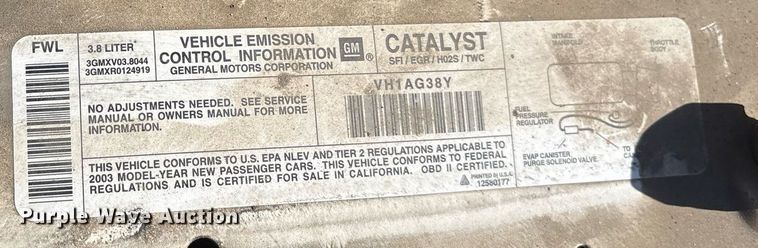 FWL
3.8 LITER
3GMXV03.8044
3GMXR0124919
VEHICLE EMISSION
CONTROL INFORMATION
GENERAL MOTORS CORPORATION
GM ®
CATALYST
SFI / EGR / H02S / TWC
NO ADJUSTMENTS NEEDED. SEE SERVICE
MANUAL OR OWNERS MANUAL FOR MORE
INFORMATION.
VH1AG38Y
THIS VEHICLE CONFORMS TO U.S. EPA NLEV AND TIER 2 REGULATIONS APPLICABLE TO
2003 MODEL-YEAR NEW PASSENGER CARS. THIS VEHICLE CONFORMS TO FEDERAL
REGULATIONS AND IS CERTIFIED FOR SALE IN CALIFORNIA. OBD II CERTIFIED.
PRINTED IN U.S.A.
12580177
INTAKE
MANIFOLD
THROTTLE
BODY
FUEL
PRESSURE
REGULATOR
EVAP CANISTER
PURGE SOLENOID VALVE
TO
CAN
Purple Wave Auction